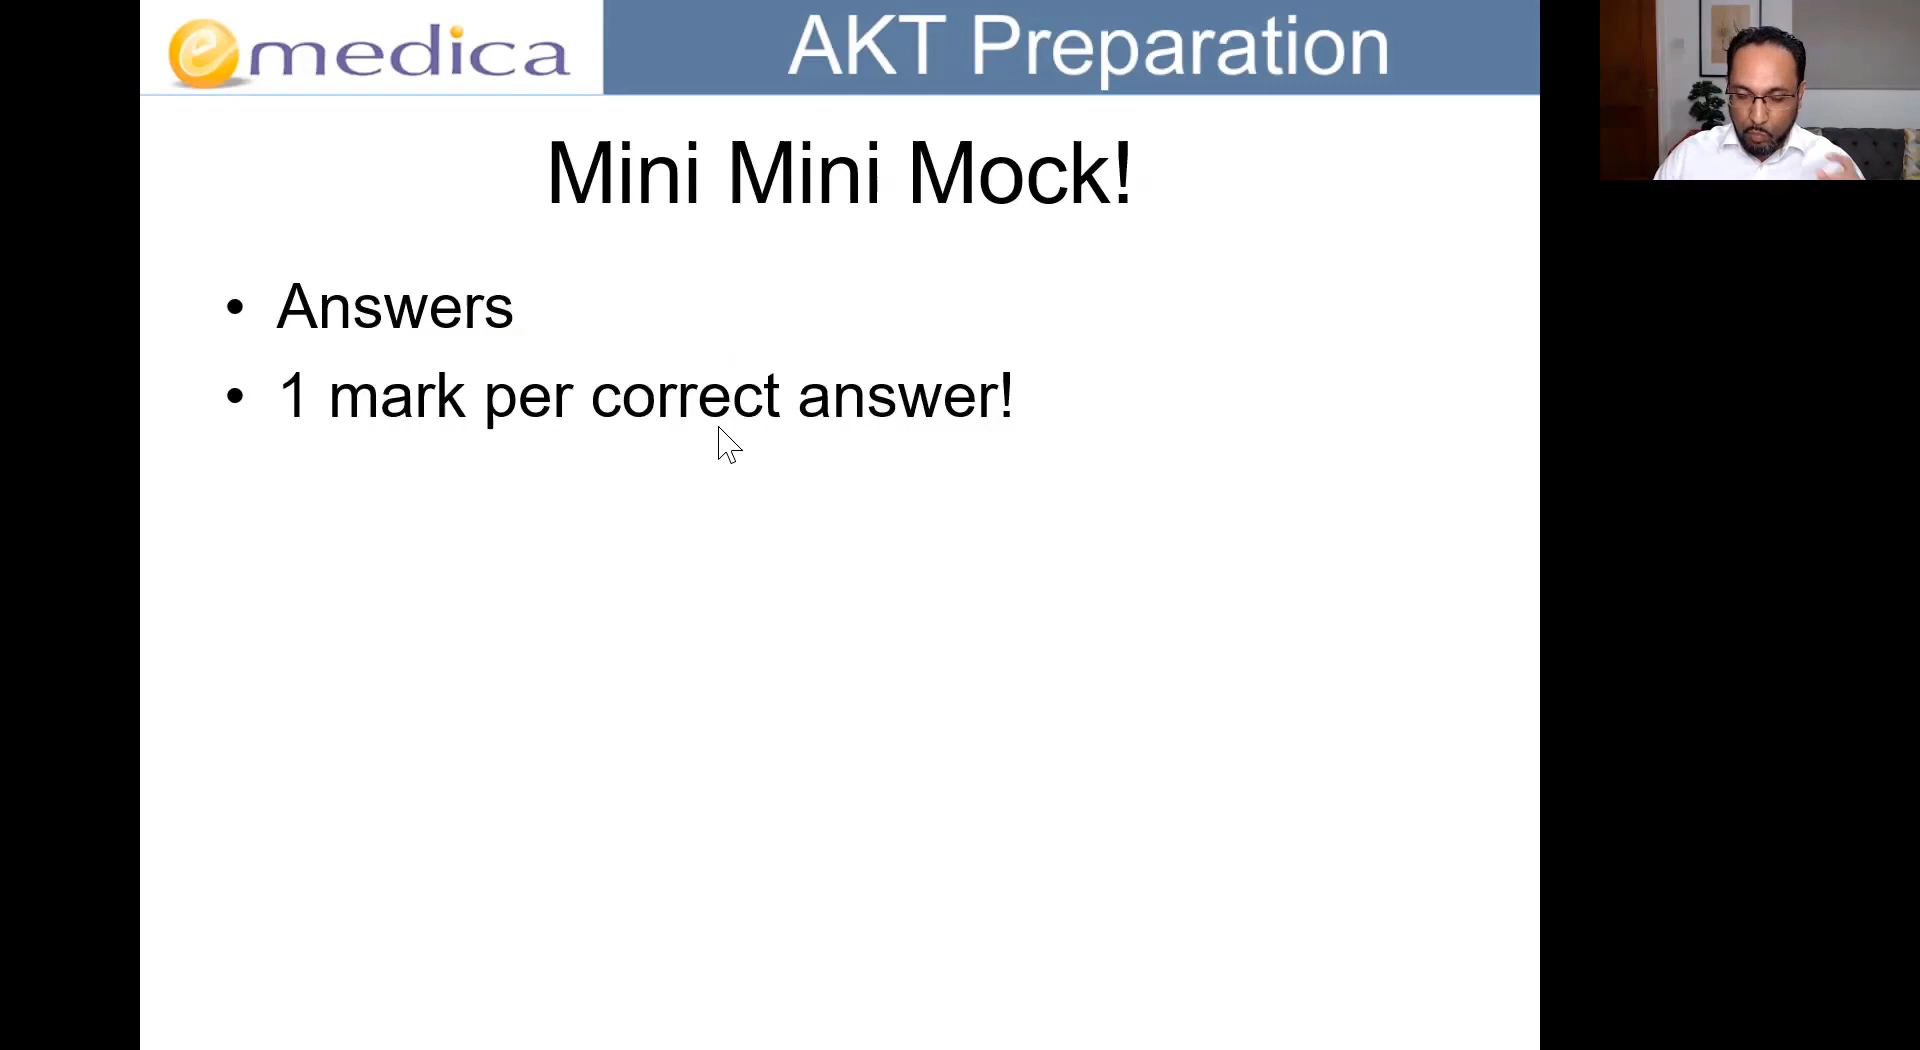 emedica
AKT Preparation
Mini Mini Mock!
• Answers
• 1 mark per correct answer!